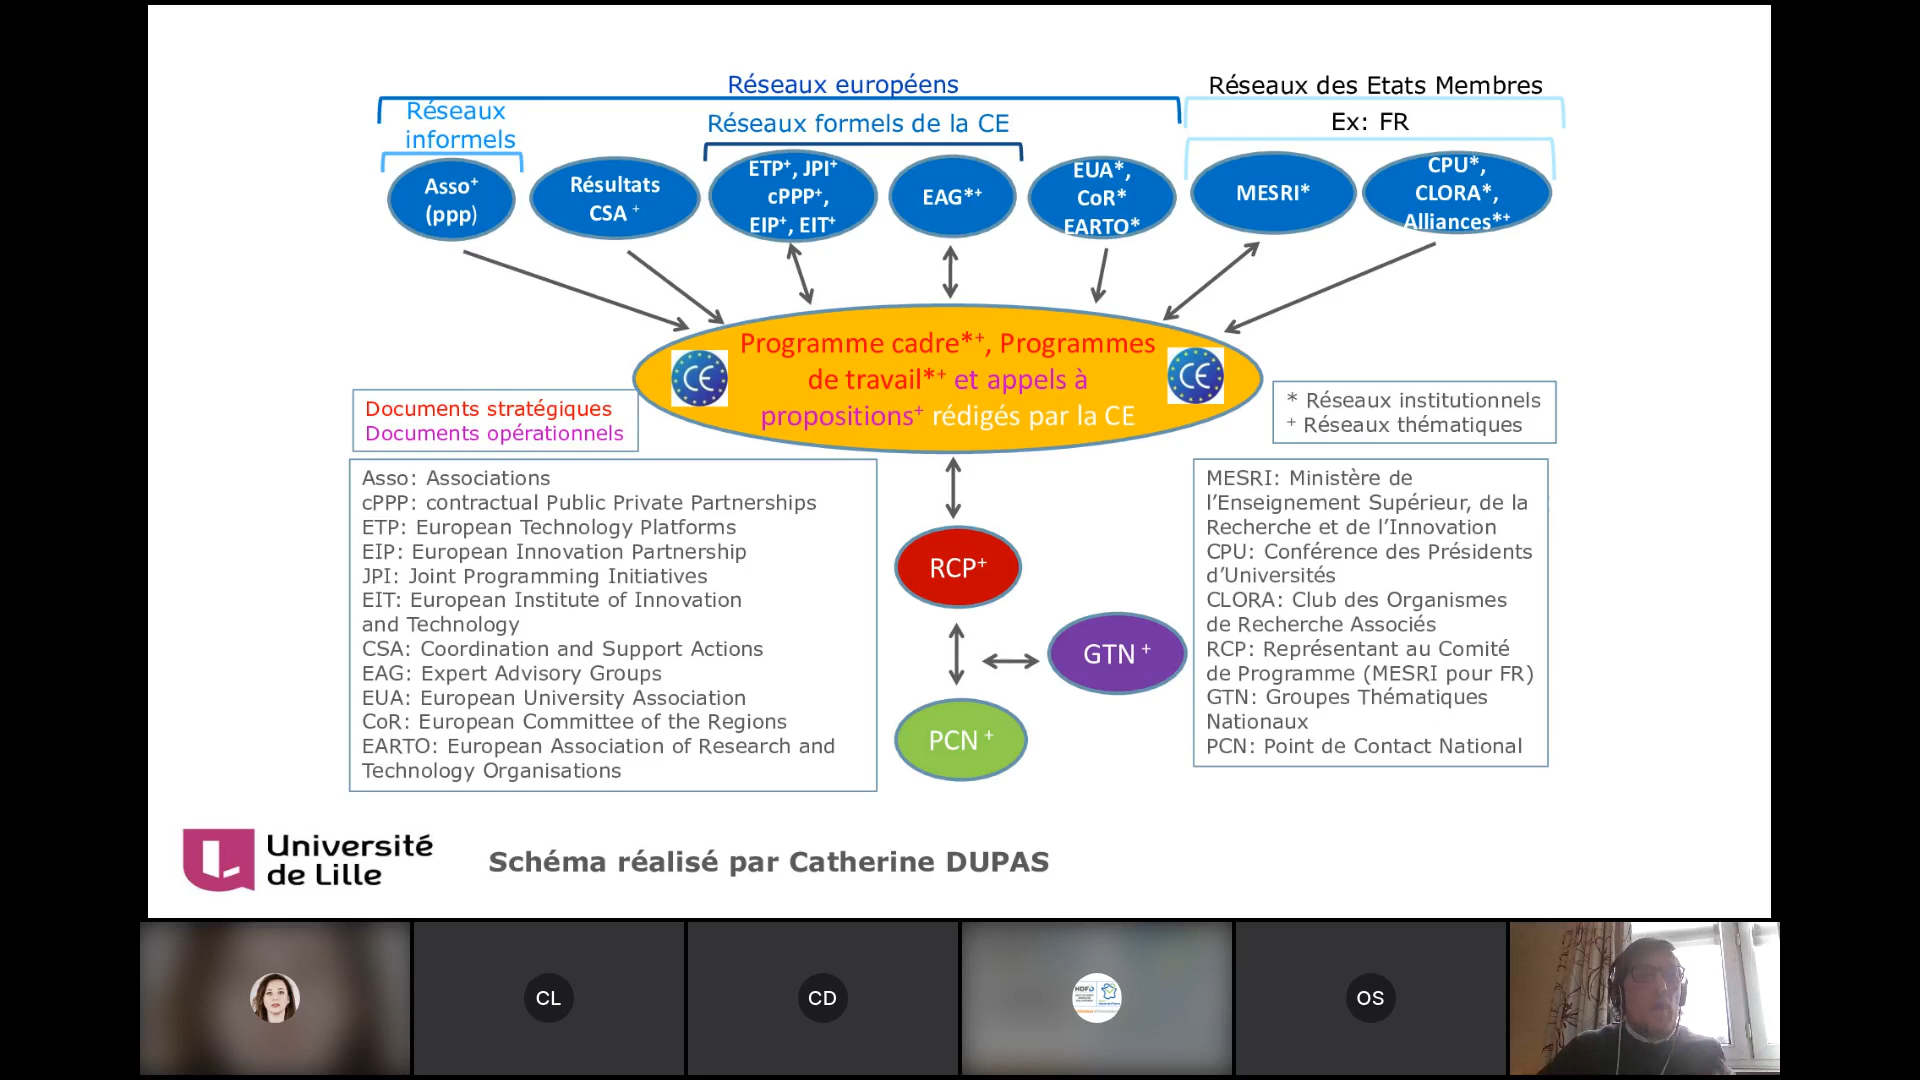 Réseaux européens
Réseaux des Etats Membres
Réseaux
informels
Réseaux formels de la CE
Ex: FR
Asso⁺
(ppp)
Résultats
CSA ⁺
ETP⁺, JPI⁺
cPPP⁺,
EIP⁺, EIT⁺
EAG*⁺
EUA*,
CoR*
EARTO*
MESRI*
CPU*,
CLORA*,
Alliances*⁺
Programme cadre*⁺, Programmes
de travail*⁺ et appels à
propositions⁺ rédigés par la CE
CE
CE
Documents stratégiques
Documents opérationnels
* Réseaux institutionnels
⁺ Réseaux thématiques
Asso: Associations
cPPP: contractual Public Private Partnerships
ETP: European Technology Platforms
EIP: European Innovation Partnership
JPI: Joint Programming Initiatives
EIT: European Institute of Innovation
and Technology
CSA: Coordination and Support Actions
EAG: Expert Advisory Groups
EUA: European University Association
CoR: European Committee of the Regions
EARTO: European Association of Research and
Technology Organisations
RCP⁺
GTN ⁺
PCN ⁺
MESRI: Ministère de
l'Enseignement Supérieur, de la
Recherche et de l'Innovation
CPU: Conférence des Présidents
d'Universités
CLORA: Club des Organismes
de Recherche Associés
RCP: Représentant au Comité
de Programme (MESRI pour FR)
GTN: Groupes Thématiques
Nationaux
PCN: Point de Contact National
Université
de Lille
Schéma réalisé par Catherine DUPAS
CL
CD
HDF
OS